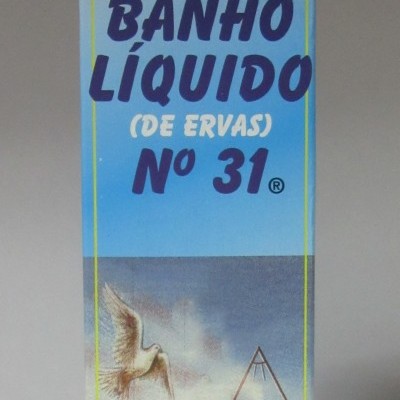 BANHO
LÍQUIDO
(DE ERVAS)
Nº 31 ®